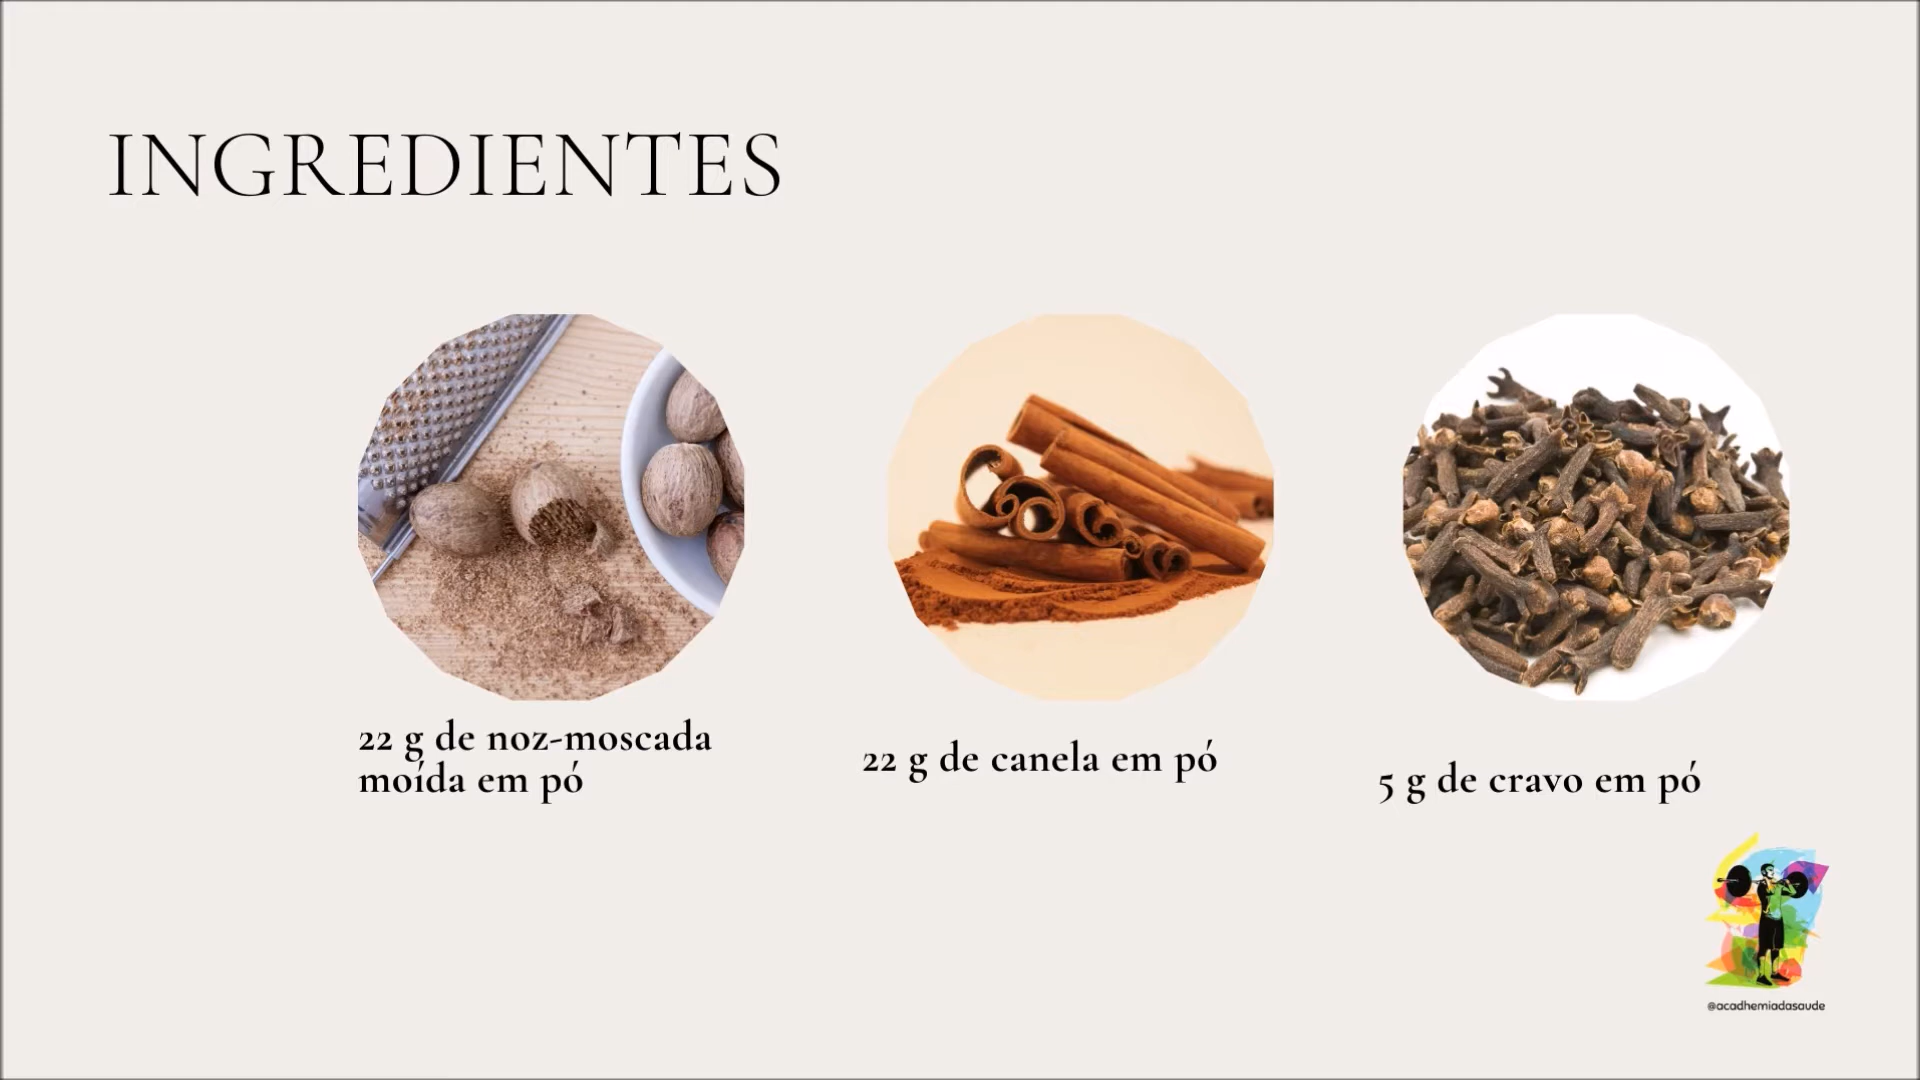 INGREDIENTES
22 g de noz-moscada
moída em pó
22 g de canela em pó
5 g de cravo em pó
@acadhemiadasaude